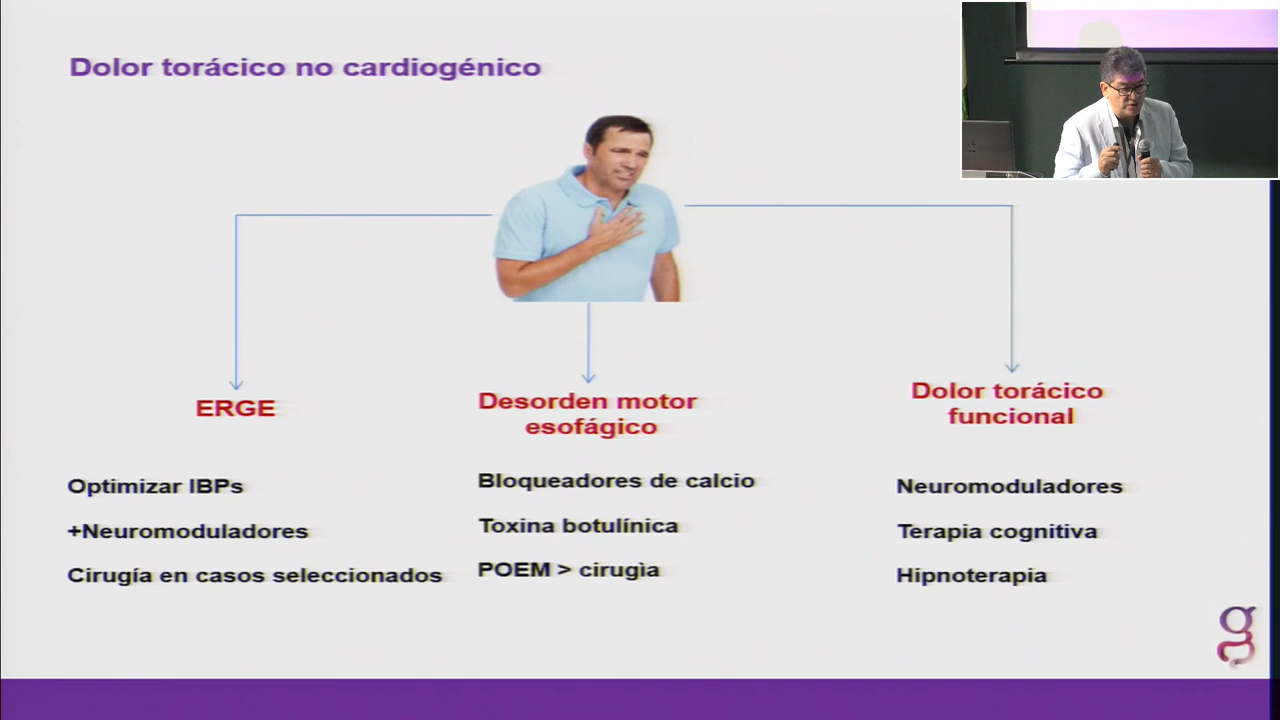 Dolor torácico no cardiogénico
ERGE
Optimizar IBPs
+Neuromoduladores
Cirugía en casos seleccionados
Desorden motor
esofágico
Bloqueadores de calcio
Toxina botulínica
POEM > cirugìa
Dolor torácico
funcional
Neuromoduladores
Terapia cognitiva
Hipnoterapia